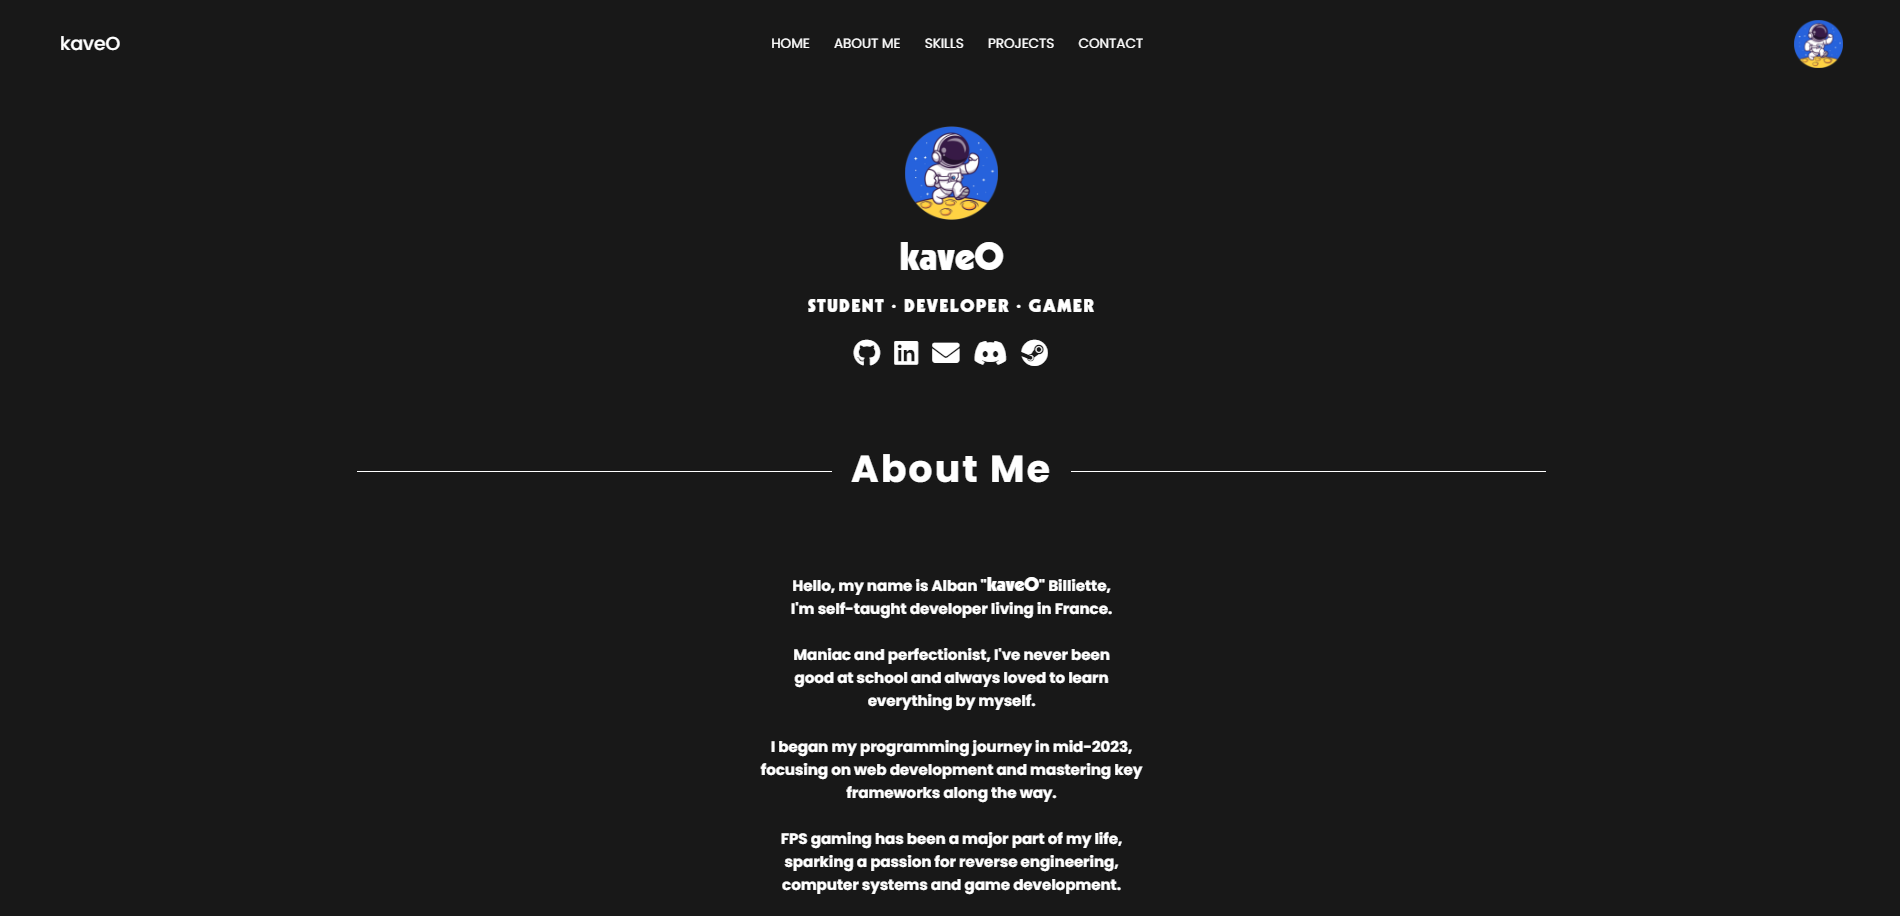 kaveO
HOME ABOUT ME SKILLS PROJECTS CONTACT
kaveO
STUDENT · DEVELOPER · GAMER
About Me
Hello, my name is Alban "kaveO" Billiette,
I'm self-taught developer living in France.
Maniac and perfectionist, I've never been
good at school and always loved to learn
everything by myself.
I began my programming journey in mid-2023,
focusing on web development and mastering key
frameworks along the way.
FPS gaming has been a major part of my life,
sparking a passion for reverse engineering,
computer systems and game development.